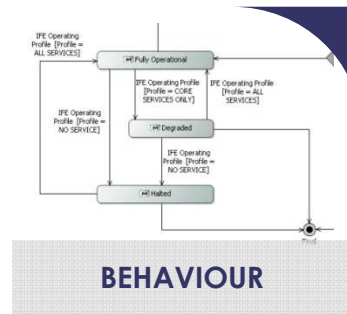 IFE Operating
Profile [Profile =
ALL SERVICES]
Fully Operational
IFE Operating Profile
[Profile = CORE
SERVICES ONLY]
IFE Operating Profile
[Profile = ALL
SERVICES]
IFE Operating
Profile [Profile =
NO SERVICE]
Degraded
IFE Operating
Profile [Profile =
NO SERVICE]
Halted
BEHAVIOUR